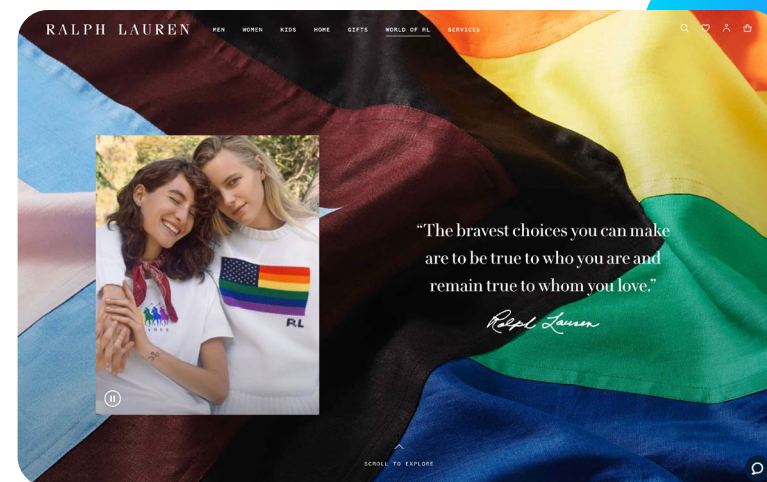 RALPH LAUREN
MEN WOMEN KIDS HOME GIFTS WORLD OF RL SERVICES
“The bravest choices you can make
are to be true to who you are and
remain true to whom you love.”
Ralph Lauren
RL
SCROLL TO EXPLORE